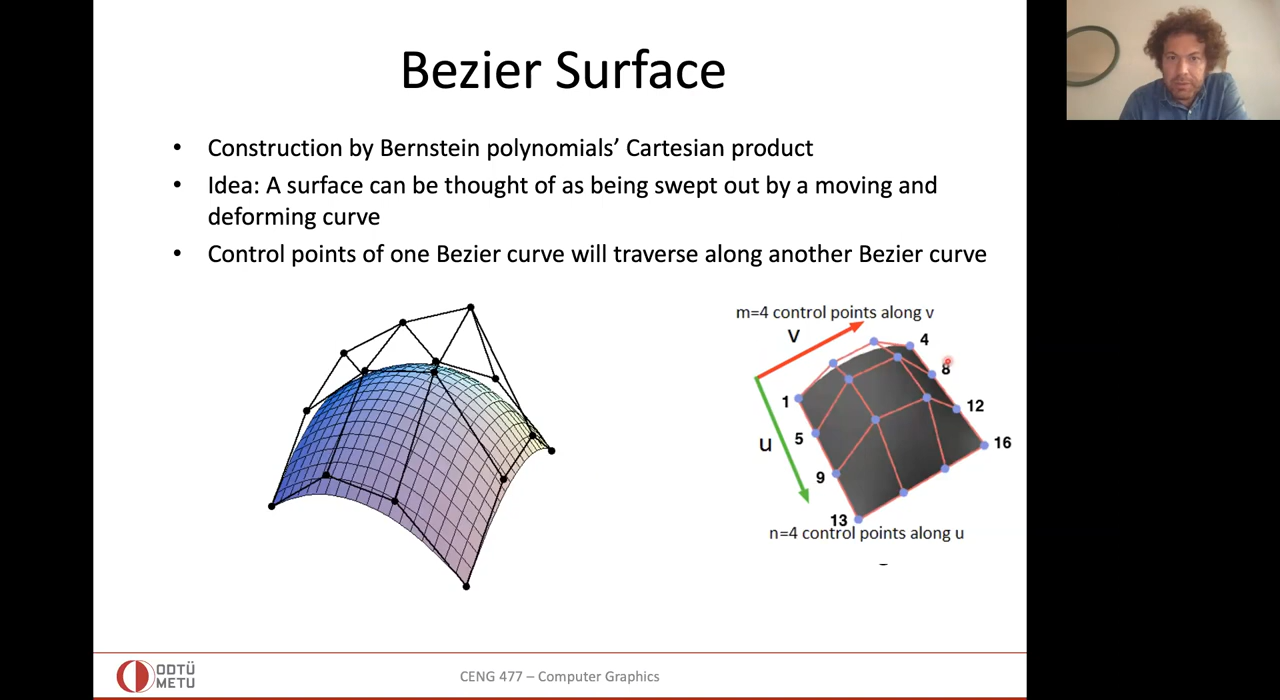 Bezier Surface
• Construction by Bernstein polynomials’ Cartesian product
• Idea: A surface can be thought of as being swept out by a moving and
deforming curve
• Control points of one Bezier curve will traverse along another Bezier curve
m=4 control points along v
v
4
8
1
12
5
u
16
9
13
n=4 control points along u
ODTÜ
METU
CENG 477 – Computer Graphics